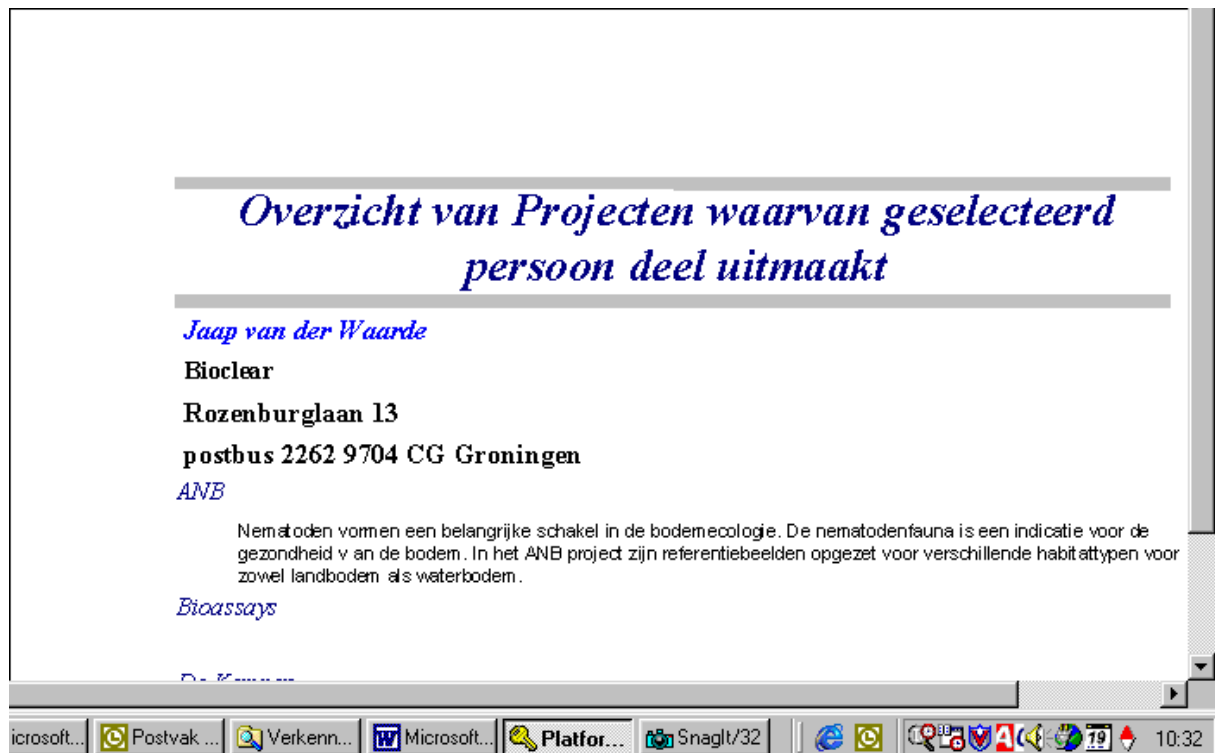 Overzicht van Projecten waarvan geselecteerd
persoon deel uitmaakt
Jaap van der Waarde
Bioclear
Rozenburglaan 13
postbus 2262 9704 CG Groningen
ANB
Nematoden vormen een belangrijke schakel in de bodemecologie. De nematodenfauna is een indicatie voor de
gezondheid v an de bodem. In het ANB project zijn referentiebeelden opgezet voor verschillende habitattypen voor
zowel landbodem als waterbodem.
Bioassays
icrosoft... Postvak ... Verkenn... Microsoft... Platfor... SnagIt/32 19 10:32